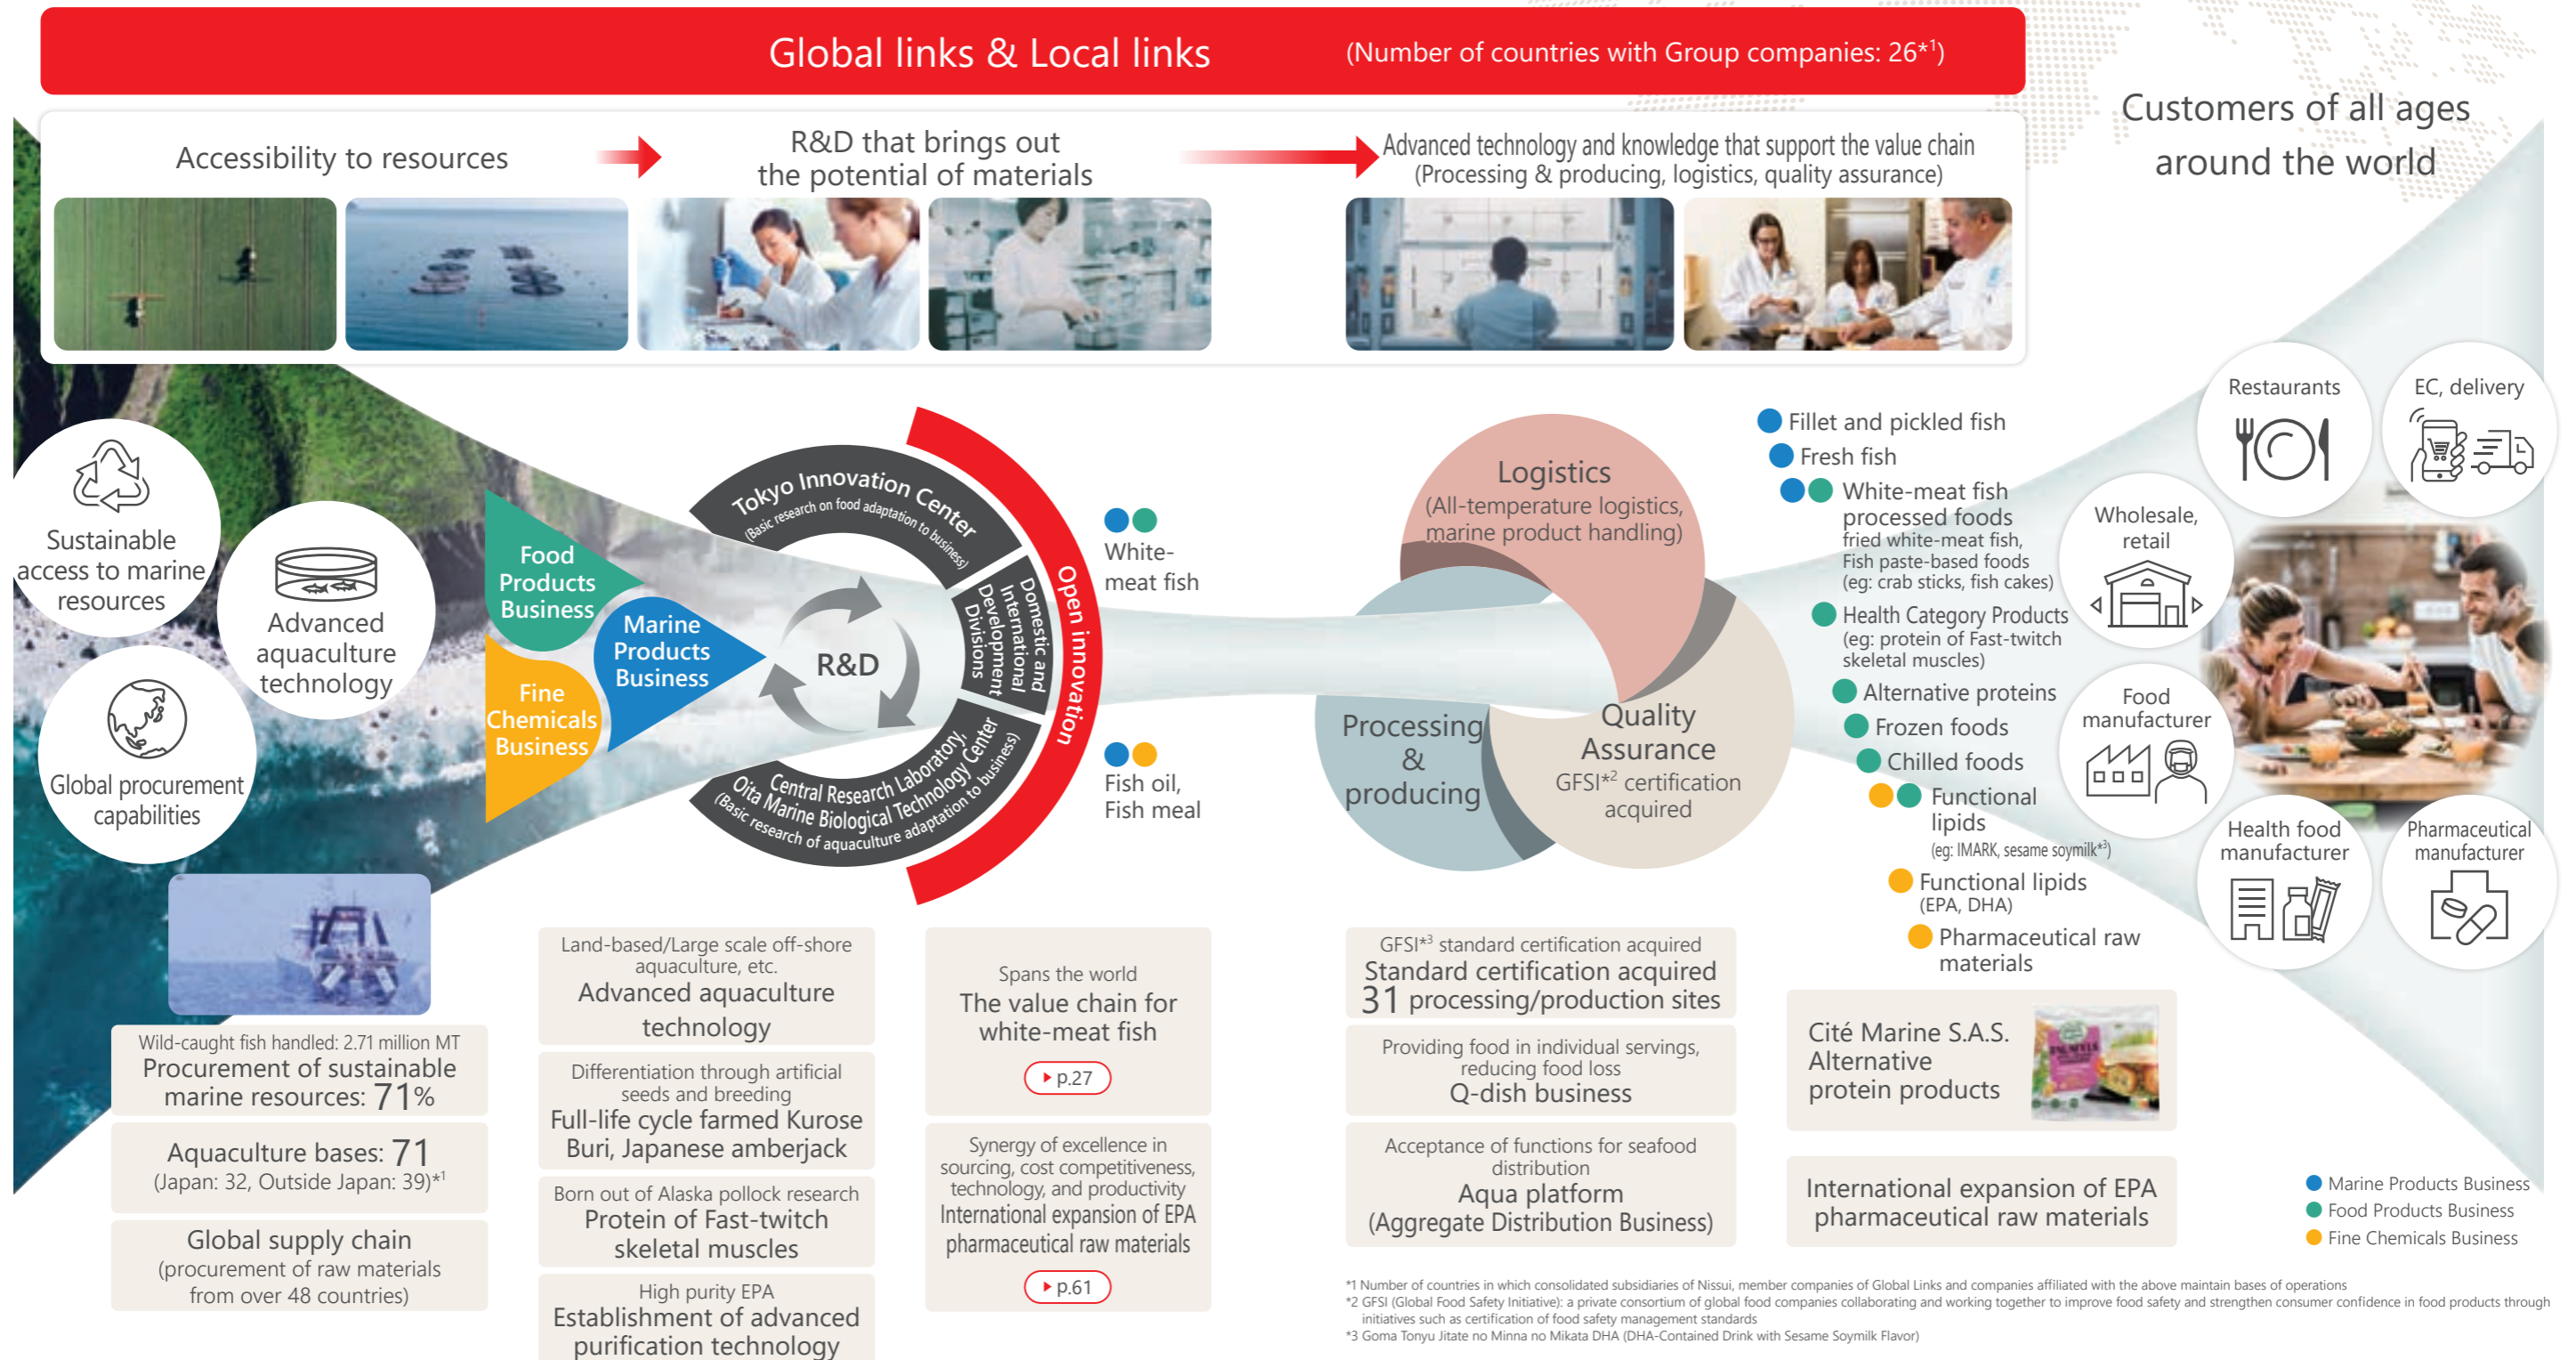 Global links & Local links
(Number of countries with Group companies: 26*1)
Accessibility to resources
R&D that brings out
the potential of materials
Advanced technology and knowledge that support the value chain
(Processing & producing, logistics, quality assurance)
Customers of all ages
around the world
Sustainable
access to marine
resources
Advanced
aquaculture
technology
Global procurement
capabilities
Food
Products
Business
Marine
Products
Business
Fine
Chemicals
Business
R&D
Tokyo Innovation Center
(Basic research on food adaptation to business)
Domestic and
International
Development
Divisions
Central Research Laboratory,
Oita Marine Biological Technology Center
(Basic research of aquaculture adaptation to business)
Open innovation
White-
meat fish
Fish oil,
Fish meal
Logistics
(All-temperature logistics,
marine product handling)
Processing
&
producing
Quality
Assurance
GFSI*2 certification
acquired
Fillet and pickled fish
Fresh fish
White-meat fish
processed foods
fried white-meat fish,
Fish paste-based foods
(eg: crab sticks, fish cakes)
Health Category Products
(eg: protein of Fast-twitch
skeletal muscles)
Alternative proteins
Frozen foods
Chilled foods
Functional
lipids
(eg: IMARK, sesame soymilk*3)
Functional lipids
(EPA, DHA)
Pharmaceutical raw
materials
Restaurants
EC, delivery
Wholesale,
retail
Food
manufacturer
Health food
manufacturer
Pharmaceutical
manufacturer
Wild-caught fish handled: 2.71 million MT
Procurement of sustainable
marine resources: 71%
Aquaculture bases: 71
(Japan: 32, Outside Japan: 39)*1
Global supply chain
(procurement of raw materials
from over 48 countries)
Land-based/Large scale off-shore
aquaculture, etc.
Advanced aquaculture
technology
Differentiation through artificial
seeds and breeding
Full-life cycle farmed Kurose
Buri, Japanese amberjack
Born out of Alaska pollock research
Protein of Fast-twitch
skeletal muscles
High purity EPA
Establishment of advanced
purification technology
Spans the world
The value chain for
white-meat fish
p.27
Synergy of excellence in
sourcing, cost competitiveness,
technology, and productivity
International expansion of EPA
pharmaceutical raw materials
p.61
GFSI*3 standard certification acquired
Standard certification acquired
31 processing/production sites
Providing food in individual servings,
reducing food loss
Q-dish business
Acceptance of functions for seafood
distribution
Aqua platform
(Aggregate Distribution Business)
Cité Marine S.A.S.
Alternative
protein products
International expansion of EPA
pharmaceutical raw materials
Marine Products Business
Food Products Business
Fine Chemicals Business
*1 Number of countries in which consolidated subsidiaries of Nissui, member companies of Global Links and companies affiliated with the above maintain bases of operations
*2 GFSI (Global Food Safety Initiative): a private consortium of global food companies collaborating and working together to improve food safety and strengthen consumer confidence in food products through
initiatives such as certification of food safety management standards
*3 Goma Tonyu Jitate no Minna no Mikata DHA (DHA-Contained Drink with Sesame Soymilk Flavor)